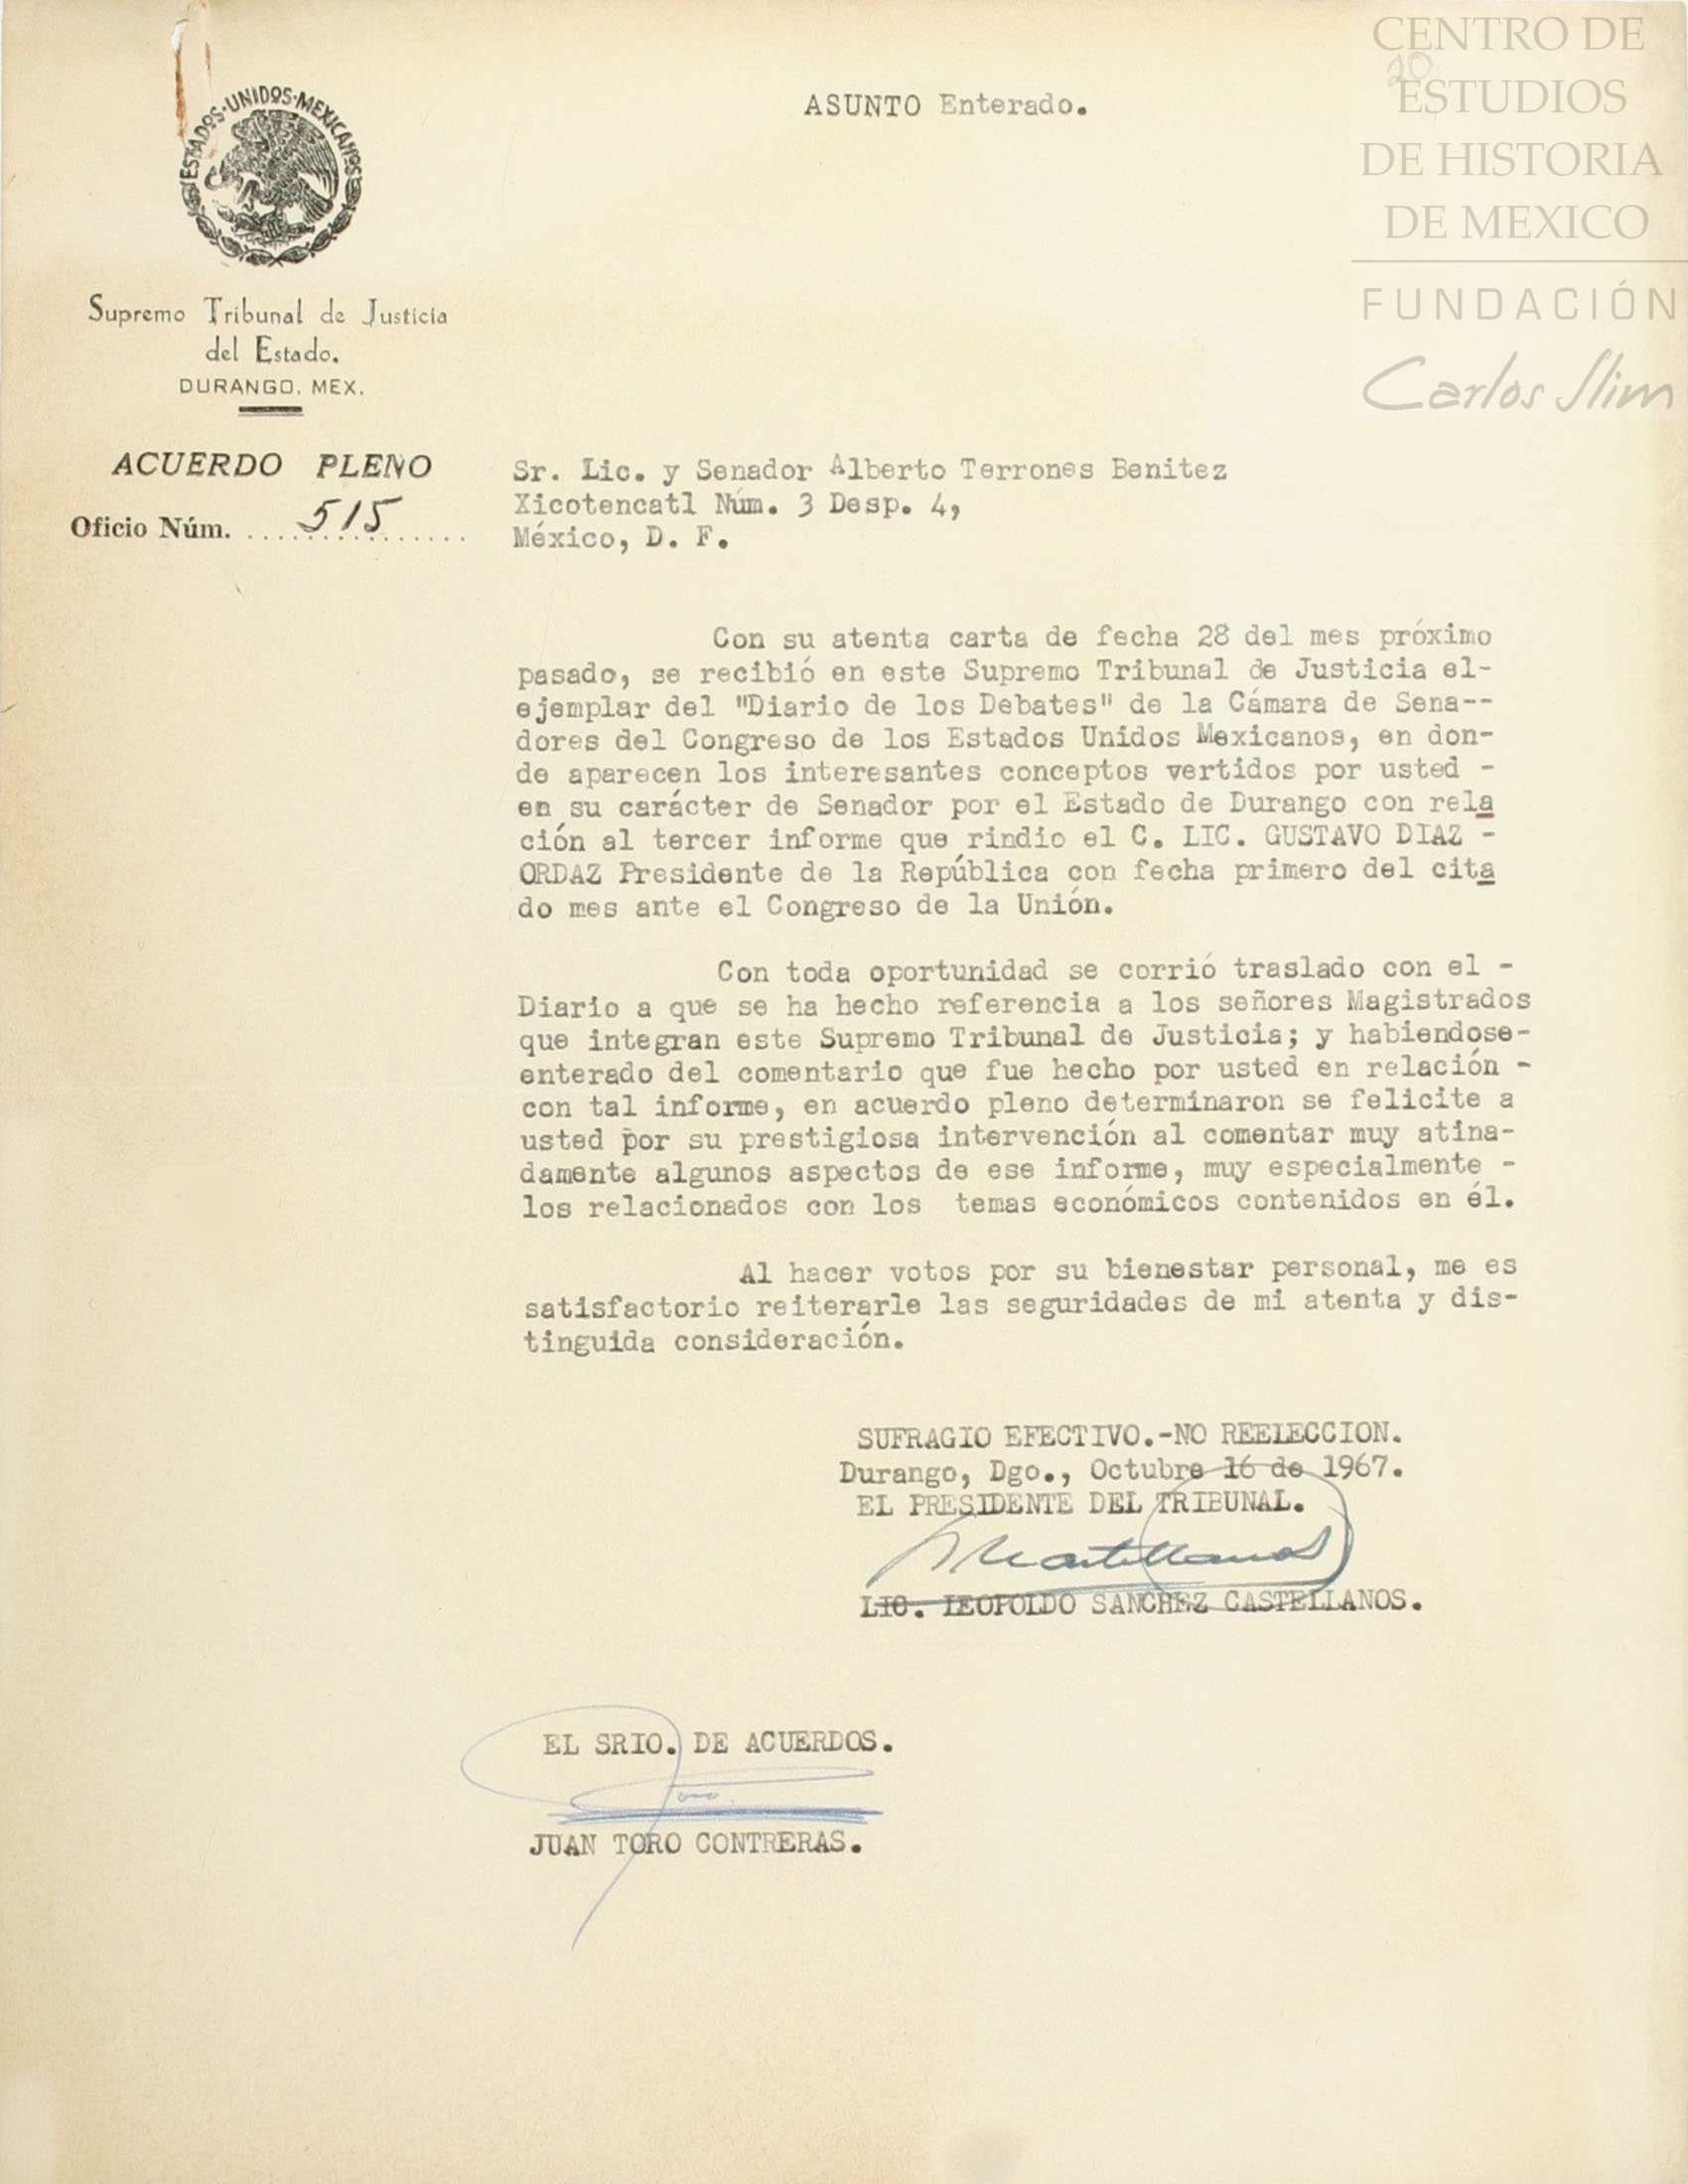 CENTRO DE
ESTUDIOS
DE HISTORIA
DE MEXICO
FUNDACIÓN
Carlos Slim
20
ESTADOS·UNIDOS·MEXICANOS
ASUNTO Enterado.
Supremo Tribunal de Justicia
del Estado.
DURANGO, MEX.
ACUERDO PLENO
Oficio Núm. 515
Sr. Lic. y Senador Alberto Terrones Benitez
Xicotencatl Núm. 3 Desp. 4,
México, D. F.
Con su atenta carta de fecha 28 del mes próximo
pasado, se recibió en este Supremo Tribunal de Justicia el-
ejemplar del "Diario de los Debates" de la Cámara de Sena--
dores del Congreso de los Estados Unidos Mexicanos, en don-
de aparecen los interesantes conceptos vertidos por usted -
en su carácter de Senador por el Estado de Durango con rela
ción al tercer informe que rindio el C. LIC. GUSTAVO DIAZ -
ORDAZ Presidente de la República con fecha primero del cita
do mes ante el Congreso de la Unión.
Con toda oportunidad se corrió traslado con el -
Diario a que se ha hecho referencia a los señores Magistrados
que integran este Supremo Tribunal de Justicia; y habiendose-
enterado del comentario que fue hecho por usted en relación -
con tal informe, en acuerdo pleno determinaron se felicite a
usted por su prestigiosa intervención al comentar muy atina-
damente algunos aspectos de ese informe, muy especialmente -
los relacionados con los temas económicos contenidos en él.
Al hacer votos por su bienestar personal, me es
satisfactorio reiterarle las seguridades de mi atenta y dis-
tinguida consideración.
SUFRAGIO EFECTIVO.-NO REELECCION.
Durango, Dgo., Octubre 16 de 1967.
EL PRESIDENTE DEL TRIBUNAL.
LIC. LEOPOLDO SANCHEZ CASTELLANOS.
EL SRIO. DE ACUERDOS.
JUAN TORO CONTRERAS.